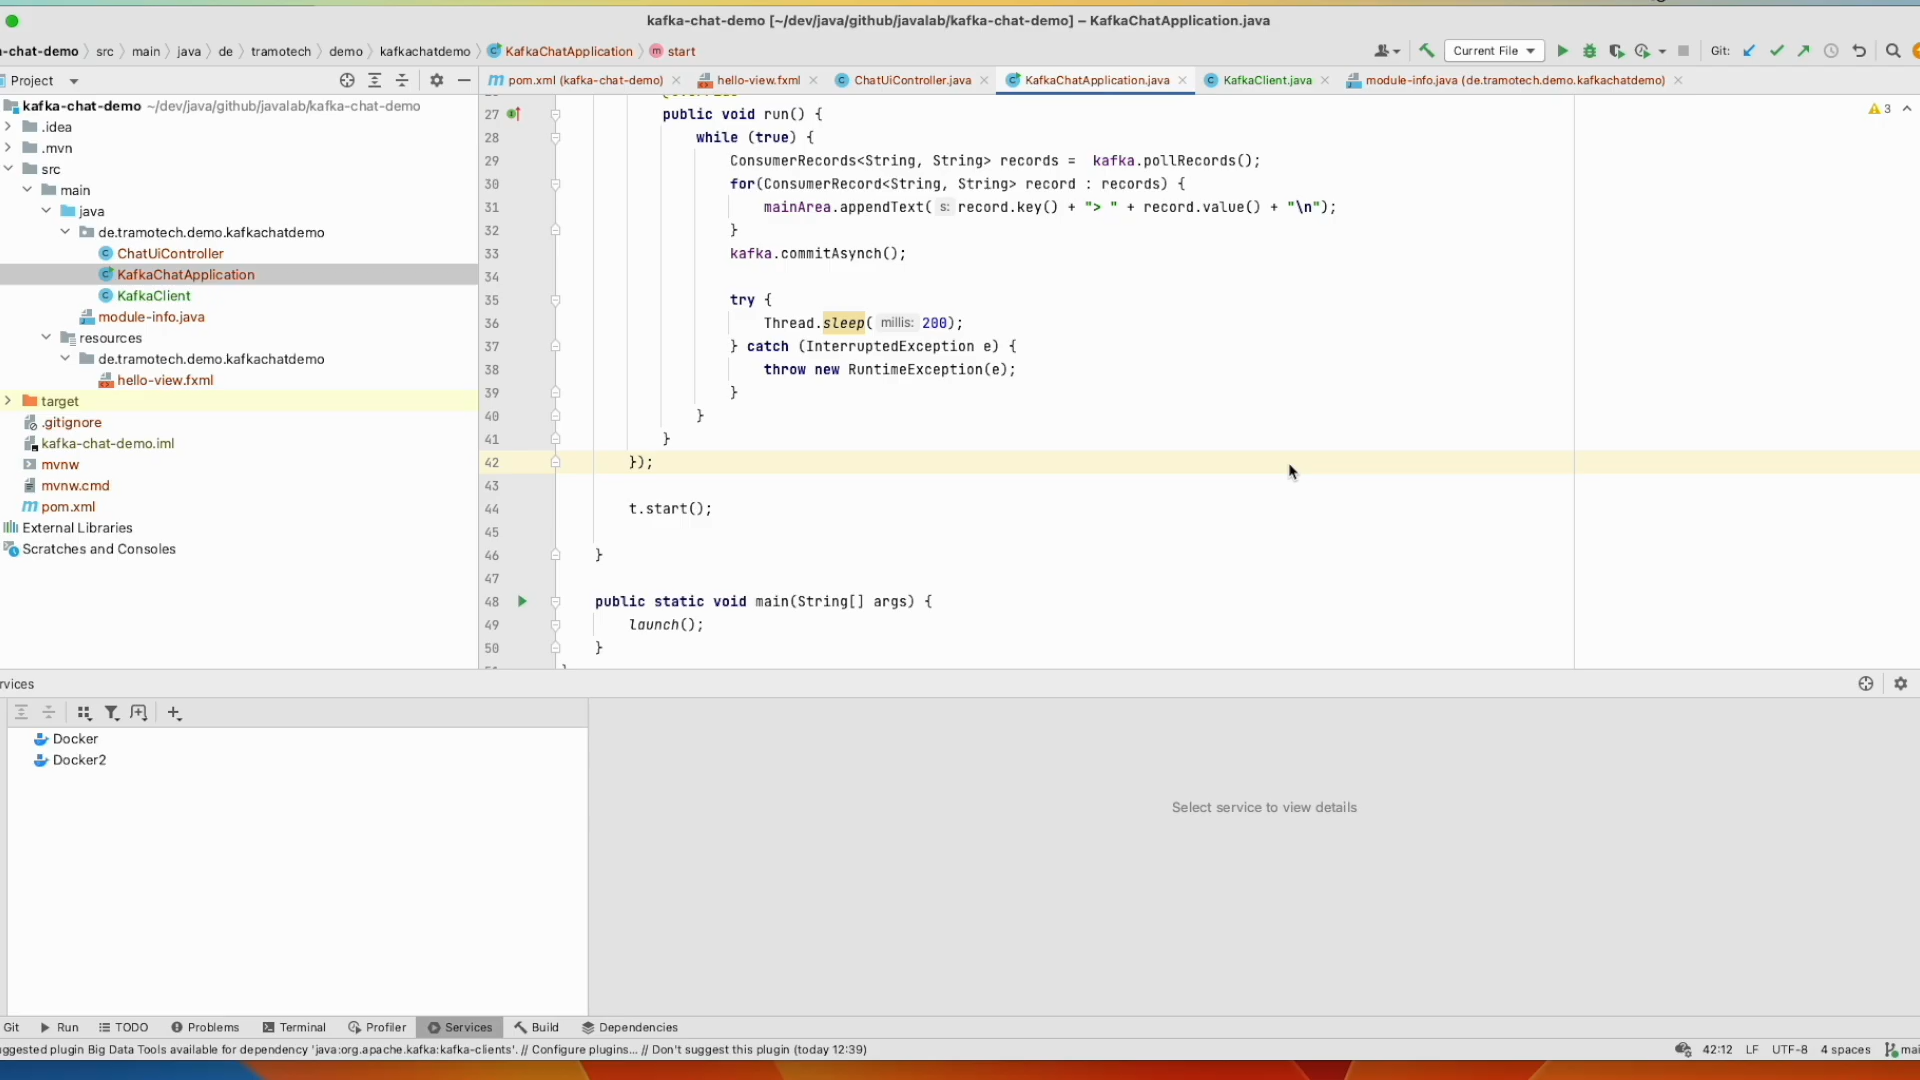 kafka-chat-demo [~/dev/java/github/javalab/kafka-chat-demo] – KafkaChatApplication.java
-chat-demo src main java de tramotech demo kafkachatdemo KafkaChatApplication start
Current File Git:
Project
pom.xml (kafka-chat-demo) hello-view.fxml ChatUiController.java KafkaChatApplication.java KafkaClient.java module-info.java (de.tramotech.demo.kafkachatdemo)
kafka-chat-demo ~/dev/java/github/javalab/kafka-chat-demo
.idea
.mvn
src
main
java
de.tramotech.demo.kafkachatdemo
ChatUiController
KafkaChatApplication
KafkaClient
module-info.java
resources
de.tramotech.demo.kafkachatdemo
hello-view.fxml
target
.gitignore
kafka-chat-demo.iml
mvnw
mvnw.cmd
pom.xml
External Libraries
Scratches and Consoles
3
27 public void run() {
28 while (true) {
29 ConsumerRecords<String, String> records =  kafka.pollRecords();
30 for(ConsumerRecord<String, String> record : records) {
31 mainArea.appendText( s: record.key() + "> " + record.value() + "\n");
32 }
33 kafka.commitAsynch();
34
35 try {
36 Thread.sleep( millis: 200);
37 } catch (InterruptedException e) {
38 throw new RuntimeException(e);
39 }
40 }
41 }
42 });
43
44 t.start();
45
46 }
47
48 public static void main(String[] args) {
49 launch();
50 }
rvices
Docker
Docker2
Select service to view details
Git Run TODO Problems Terminal Profiler Services Build Dependencies
ggested plugin Big Data Tools available for dependency 'java:org.apache.kafka:kafka-clients'. // Configure plugins... // Don't suggest this plugin (today 12:39)
42:12 LF UTF-8 4 spaces mai